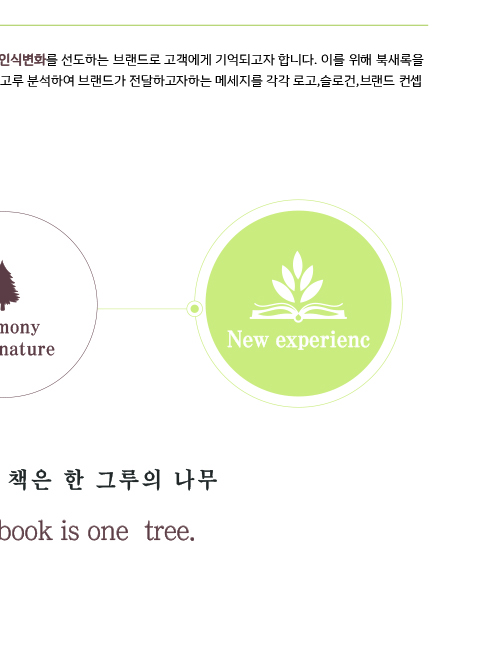 인식변화를 선도하는 브랜드로 고객에게 기억되고자 합니다. 이를 위해 북새록을
고루 분석하여 브랜드가 전달하고자하는 메세지를 각각 로고,슬로건,브랜드 컨셉
mony
nature
New experienc
책은 한 그루의 나무
book is one tree.